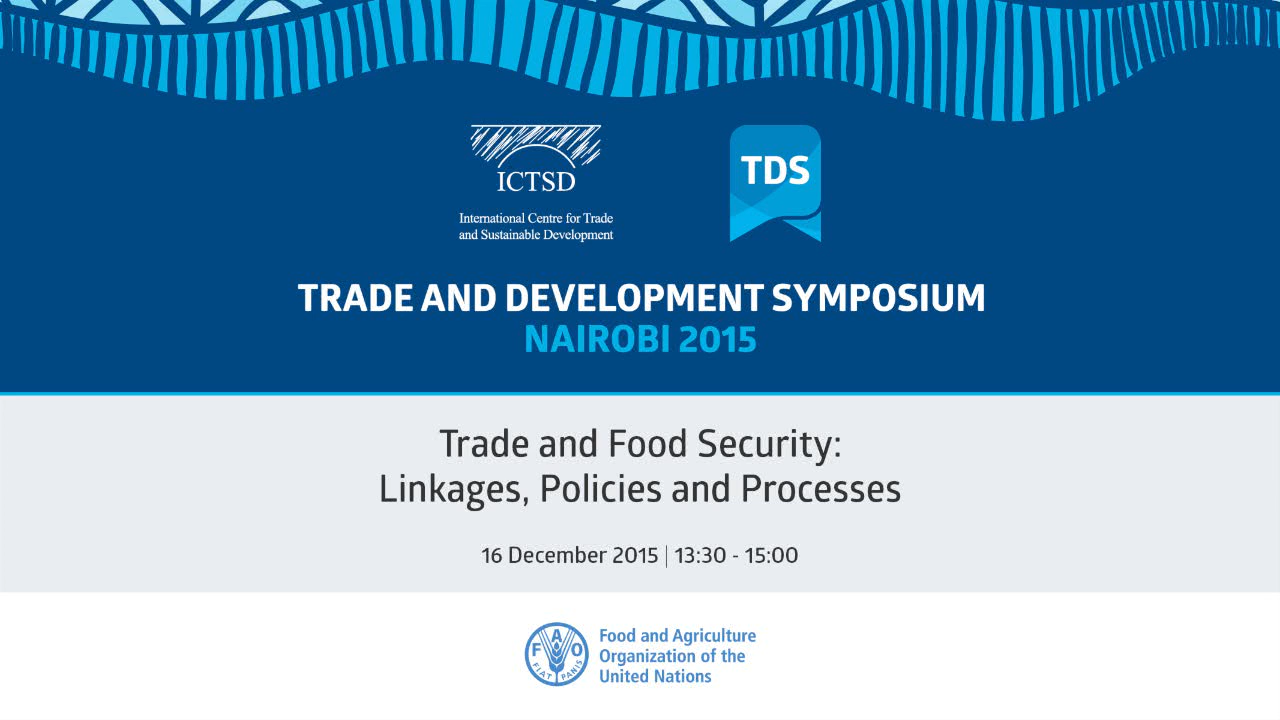 ICTSD
International Centre for Trade
and Sustainable Development
TDS
TRADE AND DEVELOPMENT SYMPOSIUM
NAIROBI 2015
Trade and Food Security:
Linkages, Policies and Processes
16 December 2015 | 13:30 - 15:00
FAO
FIAT PANIS
Food and Agriculture
Organization of the
United Nations